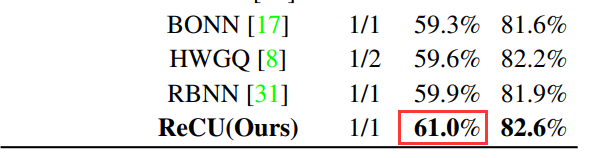 BONN [17] 1/1 59.3% 81.6%
HWGQ [8] 1/2 59.6% 82.2%
RBNN [31] 1/1 59.9% 81.9%
ReCU(Ours) 1/1 61.0% 82.6%